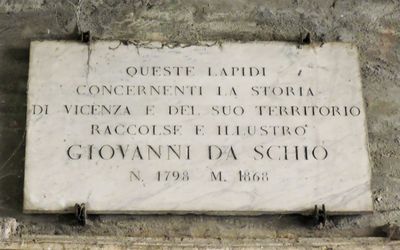 QUESTE LAPIDI
CONCERNENTI LA STORIA
DI VICENZA E DEL SUO TERRITORIO
RACCOLSE E ILLUSTRÒ
GIOVANNI DA SCHIO
N. 1798 M. 1868